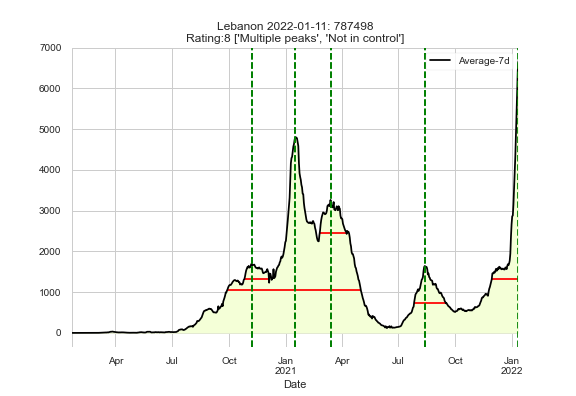 Lebanon 2022-01-11: 787498
Rating:8 ['Multiple peaks', 'Not in control']
Average-7d
7000
6000
5000
4000
3000
2000
1000
0
Apr Jul Oct Jan Apr Jul Oct Jan
2021 2022
Date